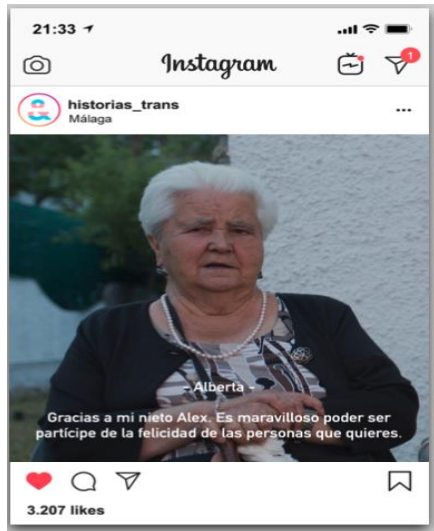 21:33
Instagram
1
historias_trans
Málaga
- Alberta -
Gracias a mi nieto Alex. Es maravilloso poder ser
partícipe de la felicidad de las personas que quieres.
3.207 likes